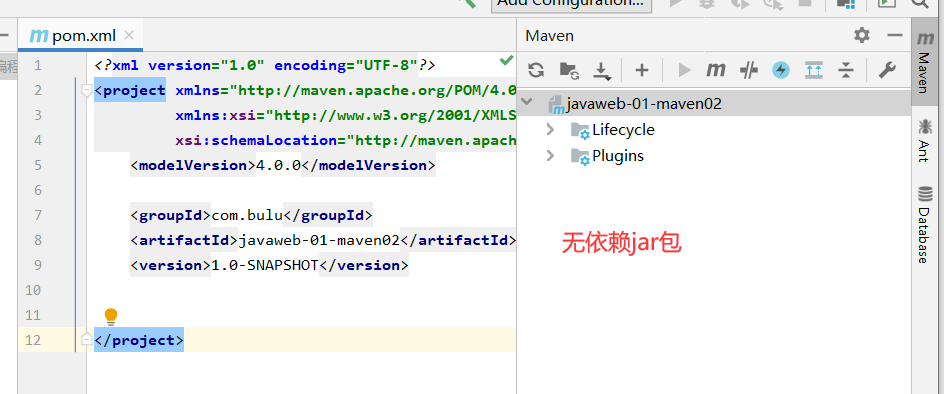 Add Configuration...
pom.xml
Maven
编程
1 <?xml version="1.0" encoding="UTF-8"?>
2 <project xmlns="http://maven.apache.org/POM/4.0
3 xmlns:xsi="http://www.w3.org/2001/XMLS
4 xsi:schemaLocation="http://maven.apach
5 <modelVersion>4.0.0</modelVersion>
6
7 <groupId>com.bulu</groupId>
8 <artifactId>javaweb-01-maven02</artifactId>
9 <version>1.0-SNAPSHOT</version>
10
11
12 </project>
javaweb-01-maven02
Lifecycle
Plugins
无依赖jar包
Maven
Ant
Database